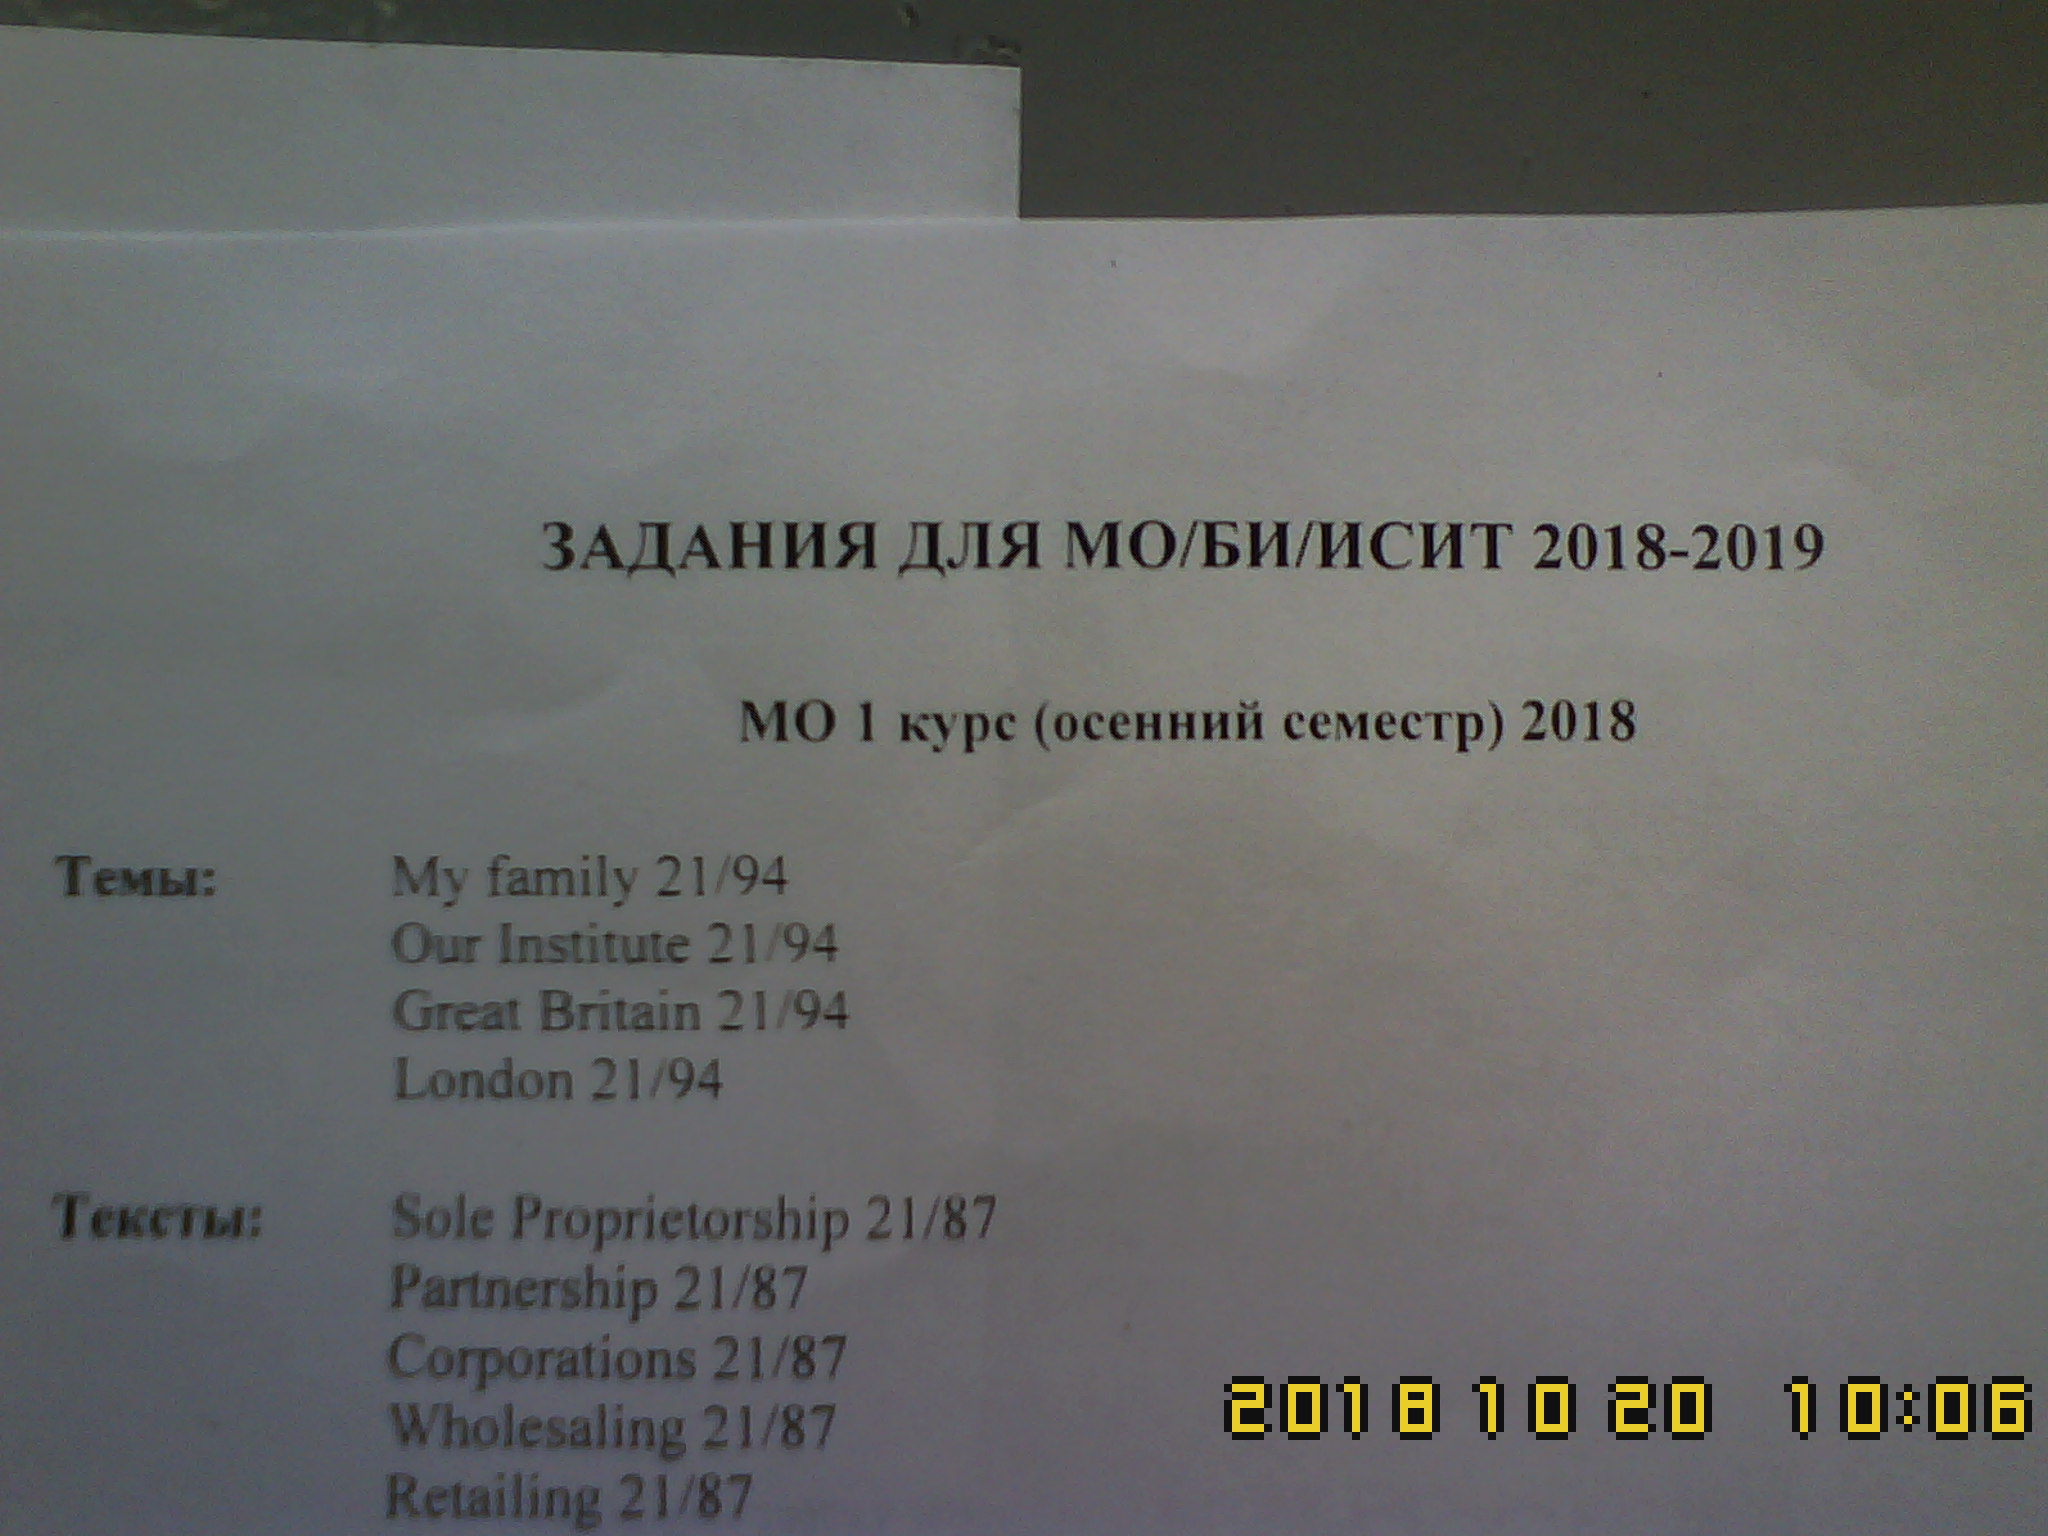 ЗАДАНИЯ ДЛЯ МО/БИ/ИСИТ 2018-2019
МО 1 курс (осенний семестр) 2018
Темы: My family 21/94
Our Institute 21/94
Great Britain 21/94
London 21/94
Тексты: Sole Proprietorship 21/87
Partnership 21/87
Corporations 21/87
Wholesaling 21/87
Retailing 21/87
2018 10 20 10:06